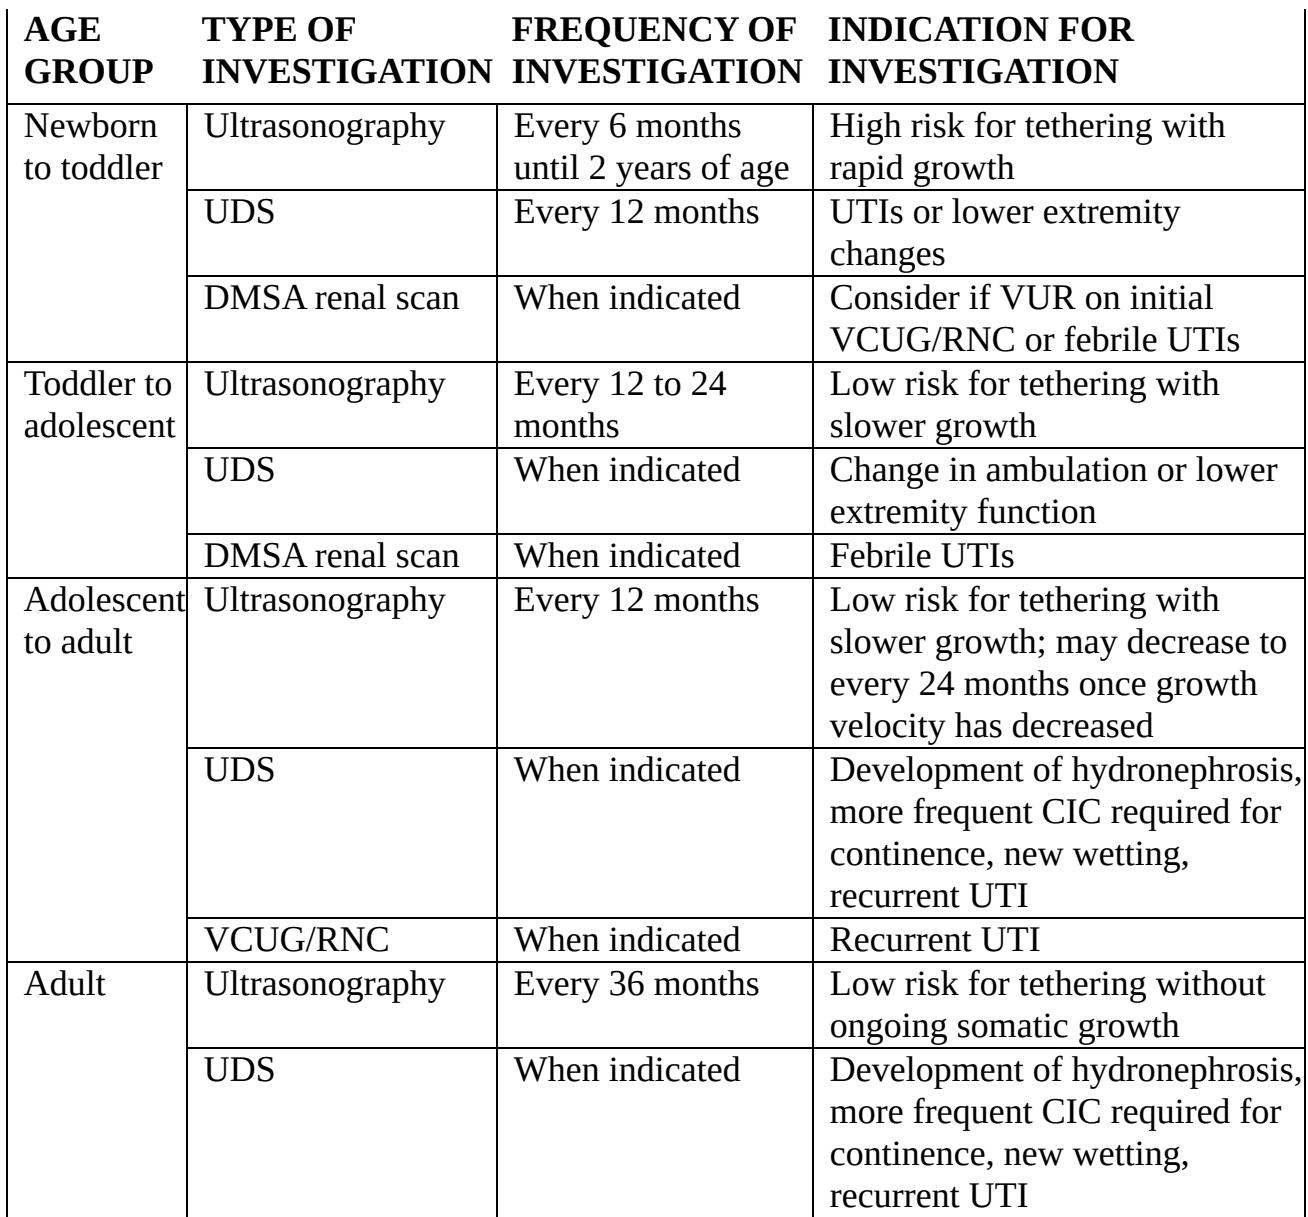 AGE GROUP | TYPE OF INVESTIGATION | FREQUENCY OF INVESTIGATION | INDICATION FOR INVESTIGATION
Newborn to toddler | Ultrasonography | Every 6 months until 2 years of age | High risk for tethering with rapid growth
UDS | Every 12 months | UTIs or lower extremity changes
DMSA renal scan | When indicated | Consider if VUR on initial VCUG/RNC or febrile UTIs
Toddler to adolescent | Ultrasonography | Every 12 to 24 months | Low risk for tethering with slower growth
UDS | When indicated | Change in ambulation or lower extremity function
DMSA renal scan | When indicated | Febrile UTIs
Adolescent to adult | Ultrasonography | Every 12 months | Low risk for tethering with slower growth; may decrease to every 24 months once growth velocity has decreased
UDS | When indicated | Development of hydronephrosis, more frequent CIC required for continence, new wetting, recurrent UTI
VCUG/RNC | When indicated | Recurrent UTI
Adult | Ultrasonography | Every 36 months | Low risk for tethering without ongoing somatic growth
UDS | When indicated | Development of hydronephrosis, more frequent CIC required for continence, new wetting, recurrent UTI